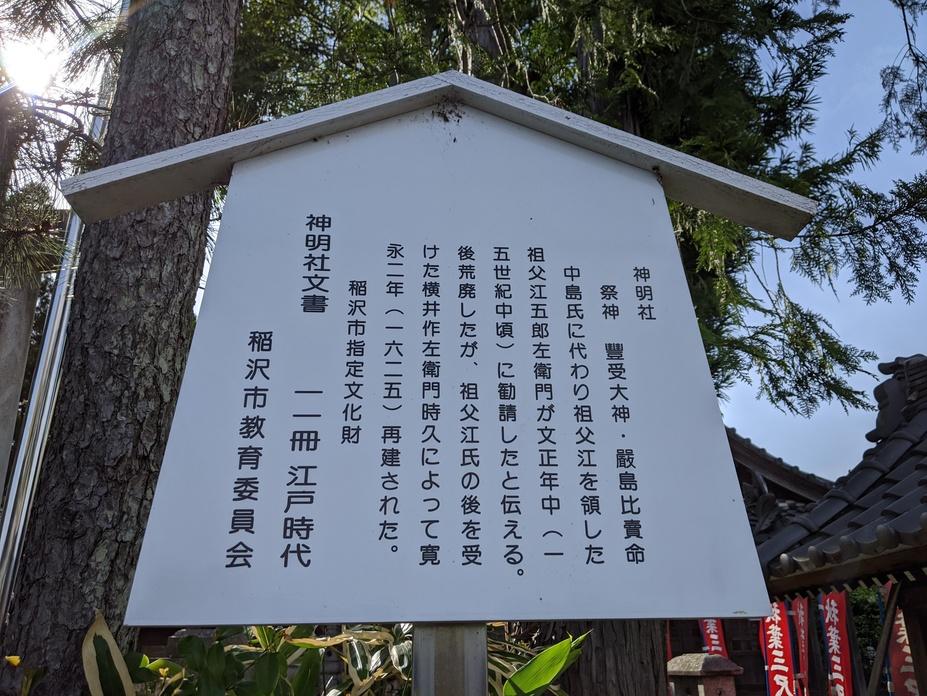 神明社
祭神　豐受大神・嚴島比賣命
中島氏に代わり祖父江を領した
祖父江五郎左衛門が文正年中（一
五世紀中頃）に勧請したと伝える。
後荒廃したが、祖父江氏の後を受
けた横井作左衛門時久によって寛
永二年（一六二五）再建された。
稲沢市指定文化財
神明社文書　一一冊 江戸時代
稲沢市教育委員会